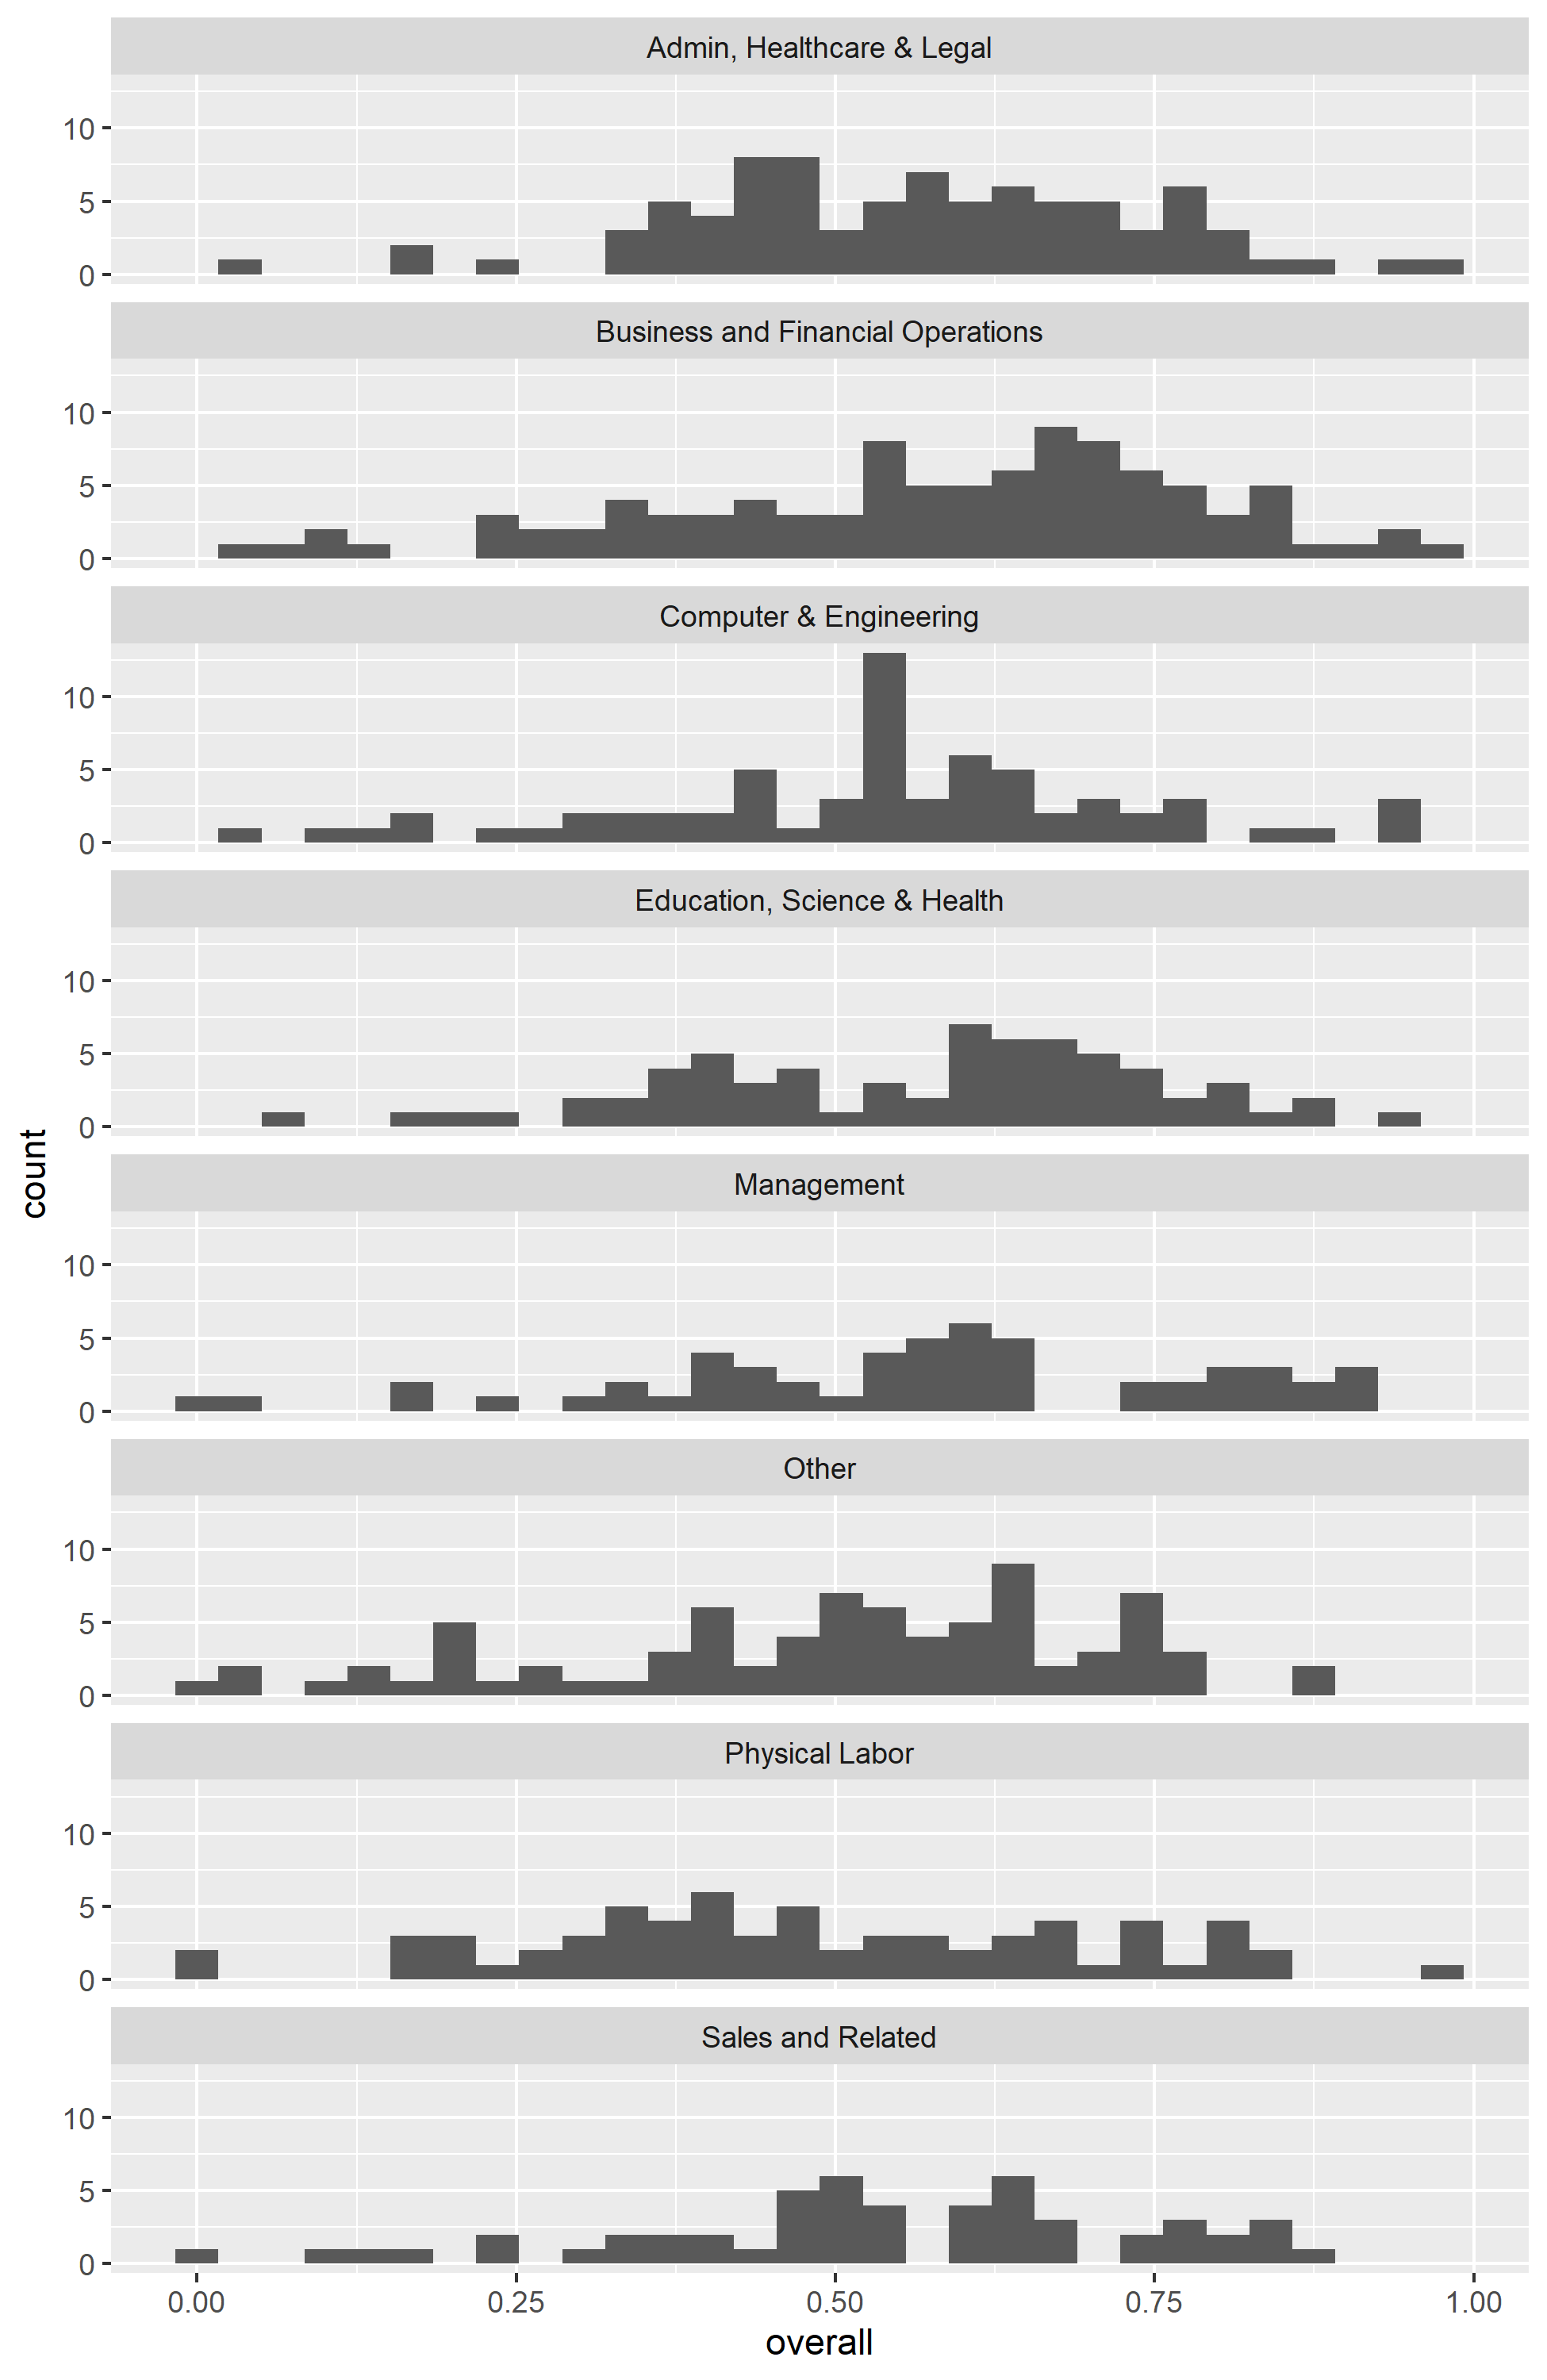 Admin, Healthcare & Legal
10
5
0
Business and Financial Operations
10
5
0
Computer & Engineering
10
5
0
Education, Science & Health
10
5
0
count
Management
10
5
0
Other
10
5
0
Physical Labor
10
5
0
Sales and Related
10
5
0
0.00 0.25 0.50 0.75 1.00
overall